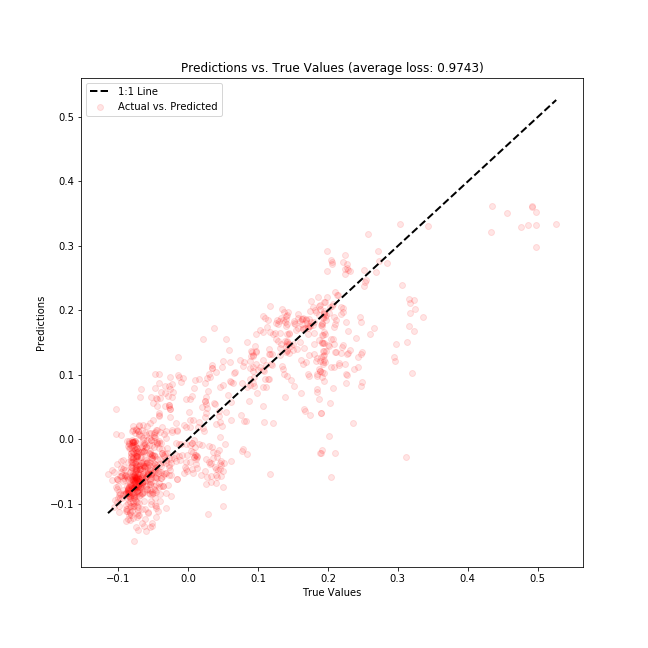 Predictions vs. True Values (average loss: 0.9743)
1:1 Line
Actual vs. Predicted
0.5
0.4
0.3
0.2
0.1
0.0
−0.1
Predictions
−0.1 0.0 0.1 0.2 0.3 0.4 0.5
True Values